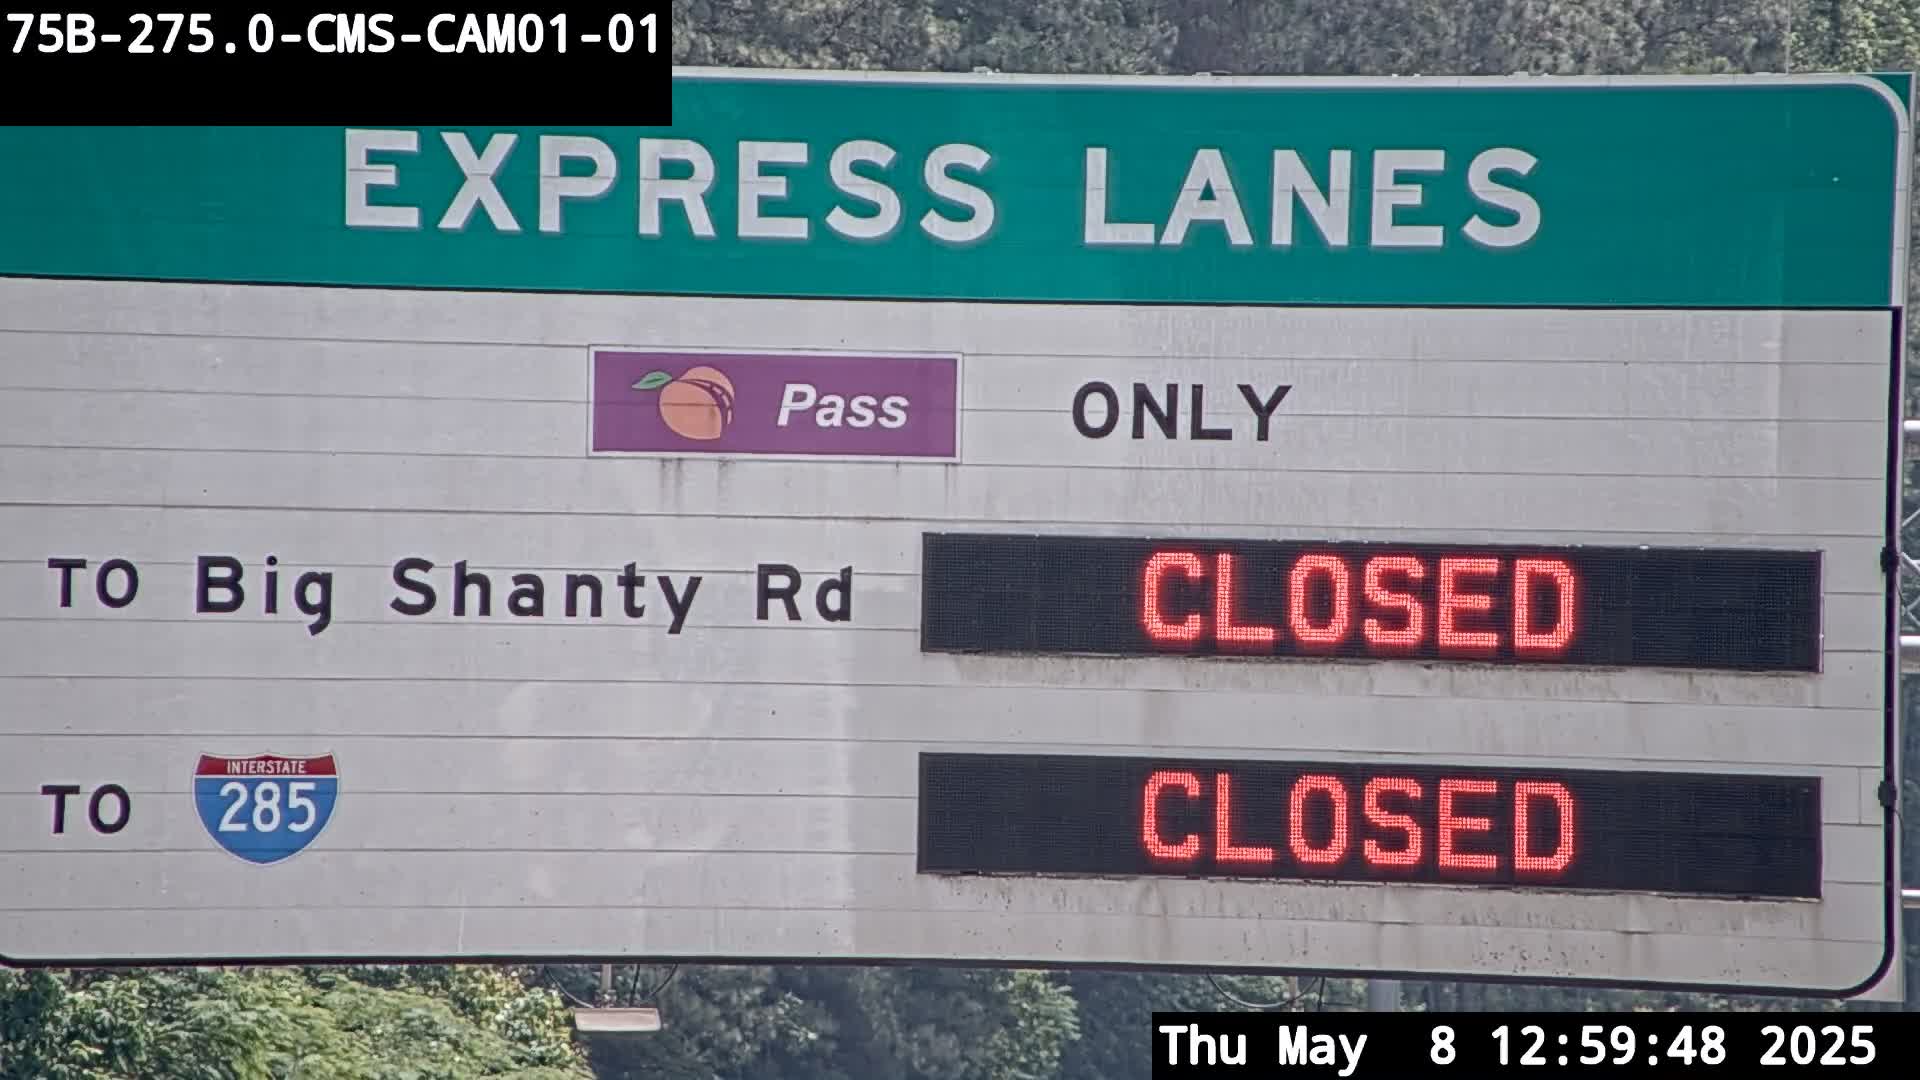 75B-275.0-CMS-CAM01-01
EXPRESS LANES
Pass ONLY
TO Big Shanty Rd CLOSED
INTERSTATE
TO 285 CLOSED
Thu May 8 12:59:48 2025